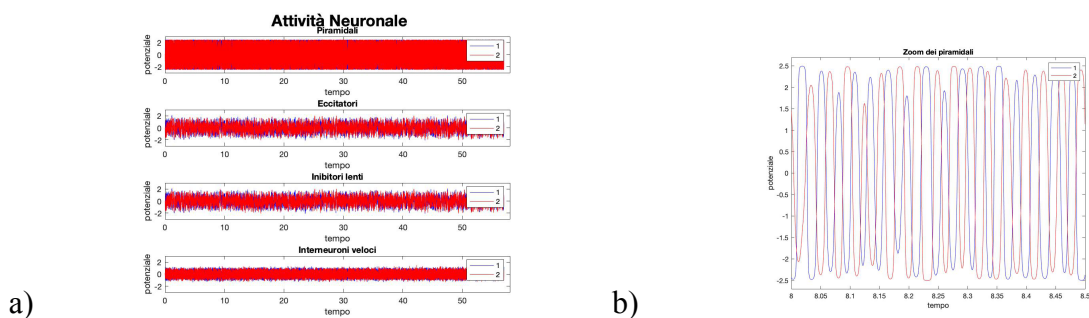 Attività Neuronale
Piramidali
potenziale
2
0
-2
0 10 20 30 40 50
tempo
1
2
Eccitatori
potenziale
2
0
-2
0 10 20 30 40 50
tempo
1
2
Inibitori lenti
potenziale
2
0
-2
0 10 20 30 40 50
tempo
1
2
Interneuroni veloci
potenziale
2
0
-2
0 10 20 30 40 50
tempo
1
2
a)
Zoom dei piramidali
potenziale
2.5
2
1.5
1
0.5
0
-0.5
-1
-1.5
-2
-2.5
8 8.05 8.1 8.15 8.2 8.25 8.3 8.35 8.4 8.45 8.5
tempo
1
2
b)